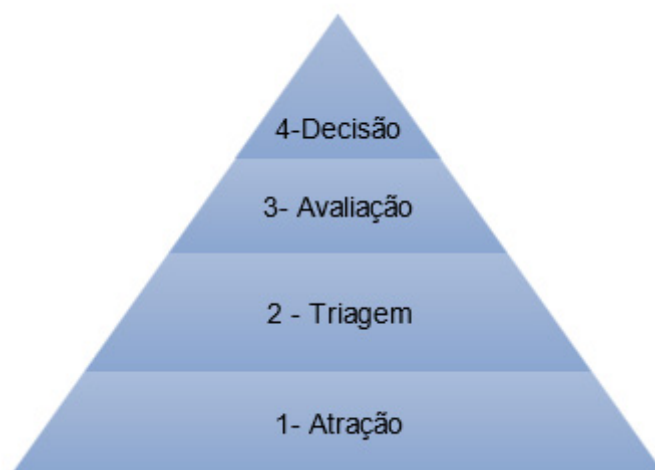 4-Decisão
3- Avaliação
2 - Triagem
1- Atração